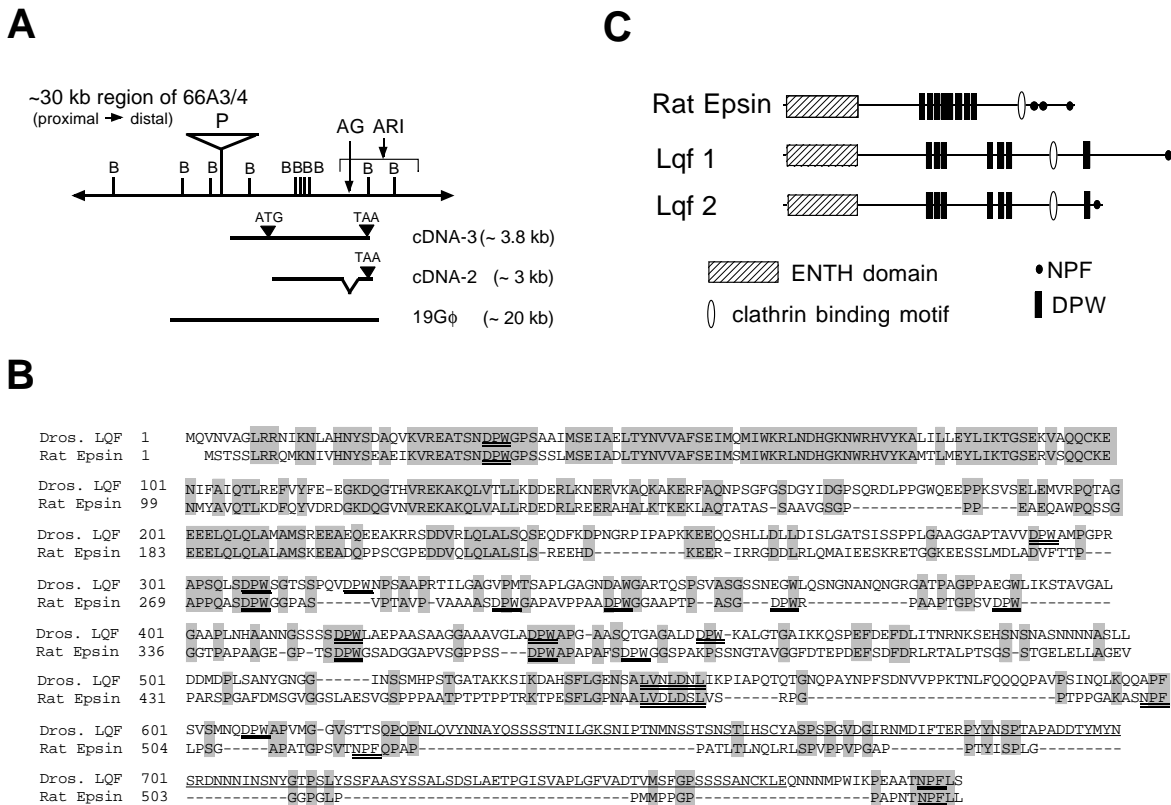 A
~30 kb region of 66A3/4
(proximal → distal)
P
AG ARI
B B B B BBBB B B
ATG TAA
cDNA-3 (~ 3.8 kb)
TAA
cDNA-2 (~ 3 kb)
19Gϕ (~ 20 kb)
C
Rat Epsin
Lqf 1
Lqf 2
ENTH domain
NPF
clathrin binding motif
DPW
B
Dros. LQF 1 MQVNVAGLRRNIKNLAHNYSDAQVKVREATSNDPWGPSAAIMSEIAELTYNVVAFSEIMQMIWKRLNDHGKNWRHVYKALILLEYLIKTGSEKVAQQCKE
Rat Epsin 1 MSTSSLRRQMKNIVHNYSEAEIKVREATSNDPWGPSSSLMSEIADLTYNVVAFSEIMSMIWKRLNDHGKNWRHVYKAMTLMEYLIKTGSERVSQQCKE
Dros. LQF 101 NIFAIQTLREFVYFE-EGKDQGTHVREKAKQLVTLLKDDERLKNERVKAQKAKERFAQNPSGFGSDGYIDGPSQRDLPPGWQEEPPKSVSELEMVRPQTAG
Rat Epsin 99 NMYAVQTLKDFQYVDRDGKDQGVNVREKAKQLVALLRDEDRLREERAHALKTKEKLAQTATAS-SAAVGSGP------------PP----EAEQAWPQSSG
Dros. LQF 201 EEELQLQLAMAMSREEAEQEEAKRRSDDVRLQLALSQSEQDFKDPNGRPIPAPKKEEQQSHLLDLLDISLGATSISSPPLGAAGGAPTAVVDPWAMPGPR
Rat Epsin 183 EEELQLQLALAMSKEEADQPPSCGPEDDVQLQLALSLS-REEHD----------KEER-IRRGDDLRLQMAIEESKRETGGKEESSLMDLADVFTTP---
Dros. LQF 301 APSQLSDPWSGTSSPQVDPWNPSAAPRTILGAGVPMTSAPLGAGNDAWGARTQSPSVASGSSNEGWLQSNGNANQNGRGATPAGPPAEGWLIKSTAVGAL
Rat Epsin 269 APPQASDPWGGPAS------VPTAVP-VAAAASDPWGAPAVPPAADPWGGAAPTP--ASG---DPWR------------PAAPTGPSVDPW---------
Dros. LQF 401 GAAPLNHAANNGSSSSDPWLAEPAASAAGGAAAVGLADPWAPG-AASQTGAGALDDPW-KALGTGAIKKQSPEFDEFDLITNRNKSEHSNSNASNNNNASLL
Rat Epsin 336 GGTPAPAAGE-GP-TSDPWGSADGGAPVSGPPSS---DPWAPAPAFSDPWGGSPAKPSSNGTAVGGFDTEPDEFSDFDRLRTALPTSGS-STGELELLAGEV
Dros. LQF 501 DDMDPLSANYGNGG------INSSMHPSTGATAKKSIKDAHSFLGENSALVNLDNLIKPIAPQTQTGNQPAYNPFSDNVVPPKTNLFQQQQPAVPSINQLKQQAPF
Rat Epsin 431 PARSPGAFDMSGVGGSLAESVGSPPPAATPTPTPPTRKTPESFLGPNAALVDLDSLVS------RPG-------------------PTPPGAKASNPF
Dros. LQF 601 SVSMNQDPWAPVMG-GVSTTSQPQPNLQVYNNAYQSSSSTNILGKSNIPTNMNSSTSNSTIHSCYASPSPGVDGIRNMDIFTERPYYNSPTAPADDTYMYN
Rat Epsin 504 LPSG-----APATGPSVTNPFQPAP------------------------------PATLTLNQLRLSPVPPVPGAP--------PTYISPLG---------
Dros. LQF 701 SRDNNNINSNYGTPSLYSSFAASYSSALSDSLAETPGISVAPLGFVADTVMSFGPSSSSANCKLEQNNNMPWIKPEAATNPFLS
Rat Epsin 503 -----------GGPGLP-------------------------------PMMPPGP---------------------PAPNTNPFLL